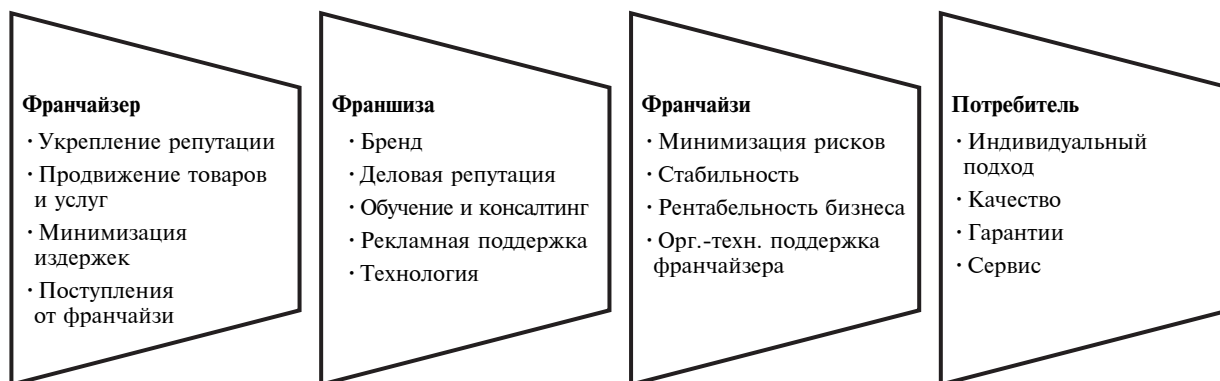 Франчайзер
· Укрепление репутации
· Продвижение товаров
и услуг
· Минимизация
издержек
· Поступления
от франчайзи
Франшиза
· Бренд
· Деловая репутация
· Обучение и консалтинг
· Рекламная поддержка
· Технология
Франчайзи
· Минимизация рисков
· Стабильность
· Рентабельность бизнеса
· Орг.-техн. поддержка
франчайзера
Потребитель
· Индивидуальный
подход
· Качество
· Гарантии
· Сервис